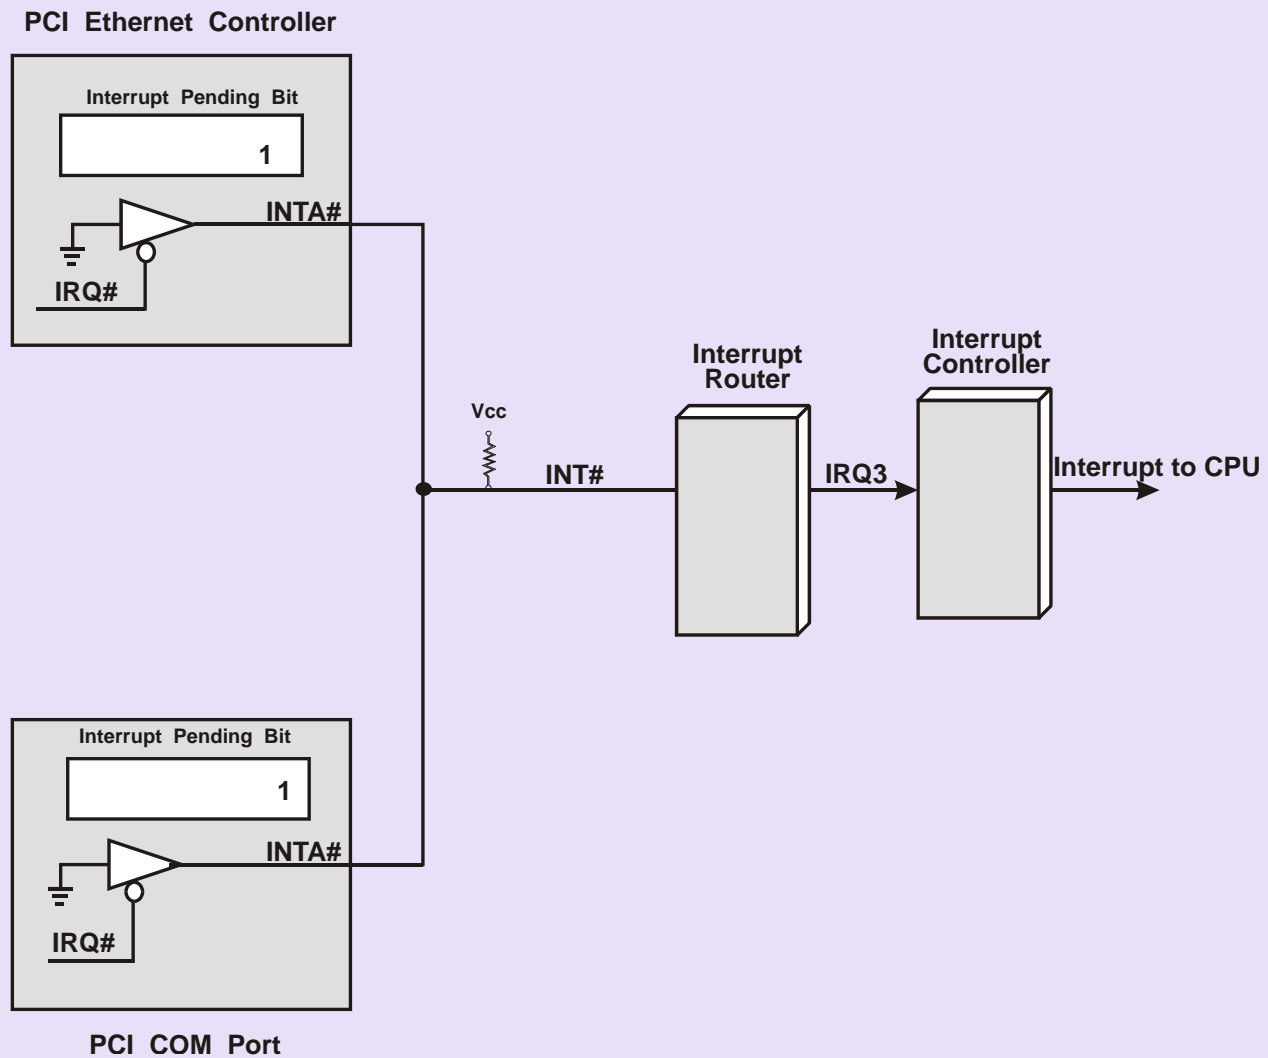 PCI Ethernet Controller
Interrupt Pending Bit
1
INTA#
IRQ#
Interrupt
Router
Interrupt
Controller
Vcc
INT#
IRQ3
Interrupt to CPU
Interrupt Pending Bit
1
INTA#
IRQ#
PCI COM Port